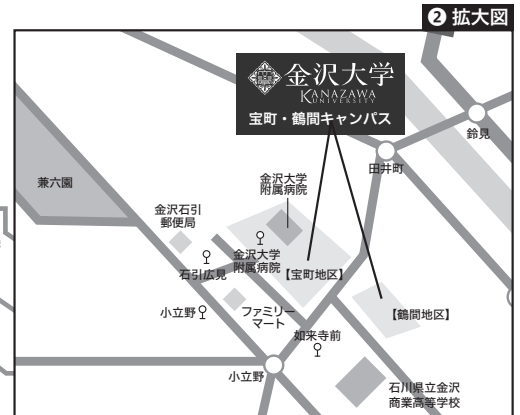 ❷ 拡大図
金沢大学
KANAZAWA
UNIVERSITY
宝町・鶴間キャンパス
鈴見
田井町
兼六園
金沢大学
附属病院
金沢石引
郵便局
金沢大学
附属病院
石引広見
【宝町地区】
小立野
ファミリー
マート
【鶴間地区】
如来寺前
小立野
石川県立金沢
商業高等学校